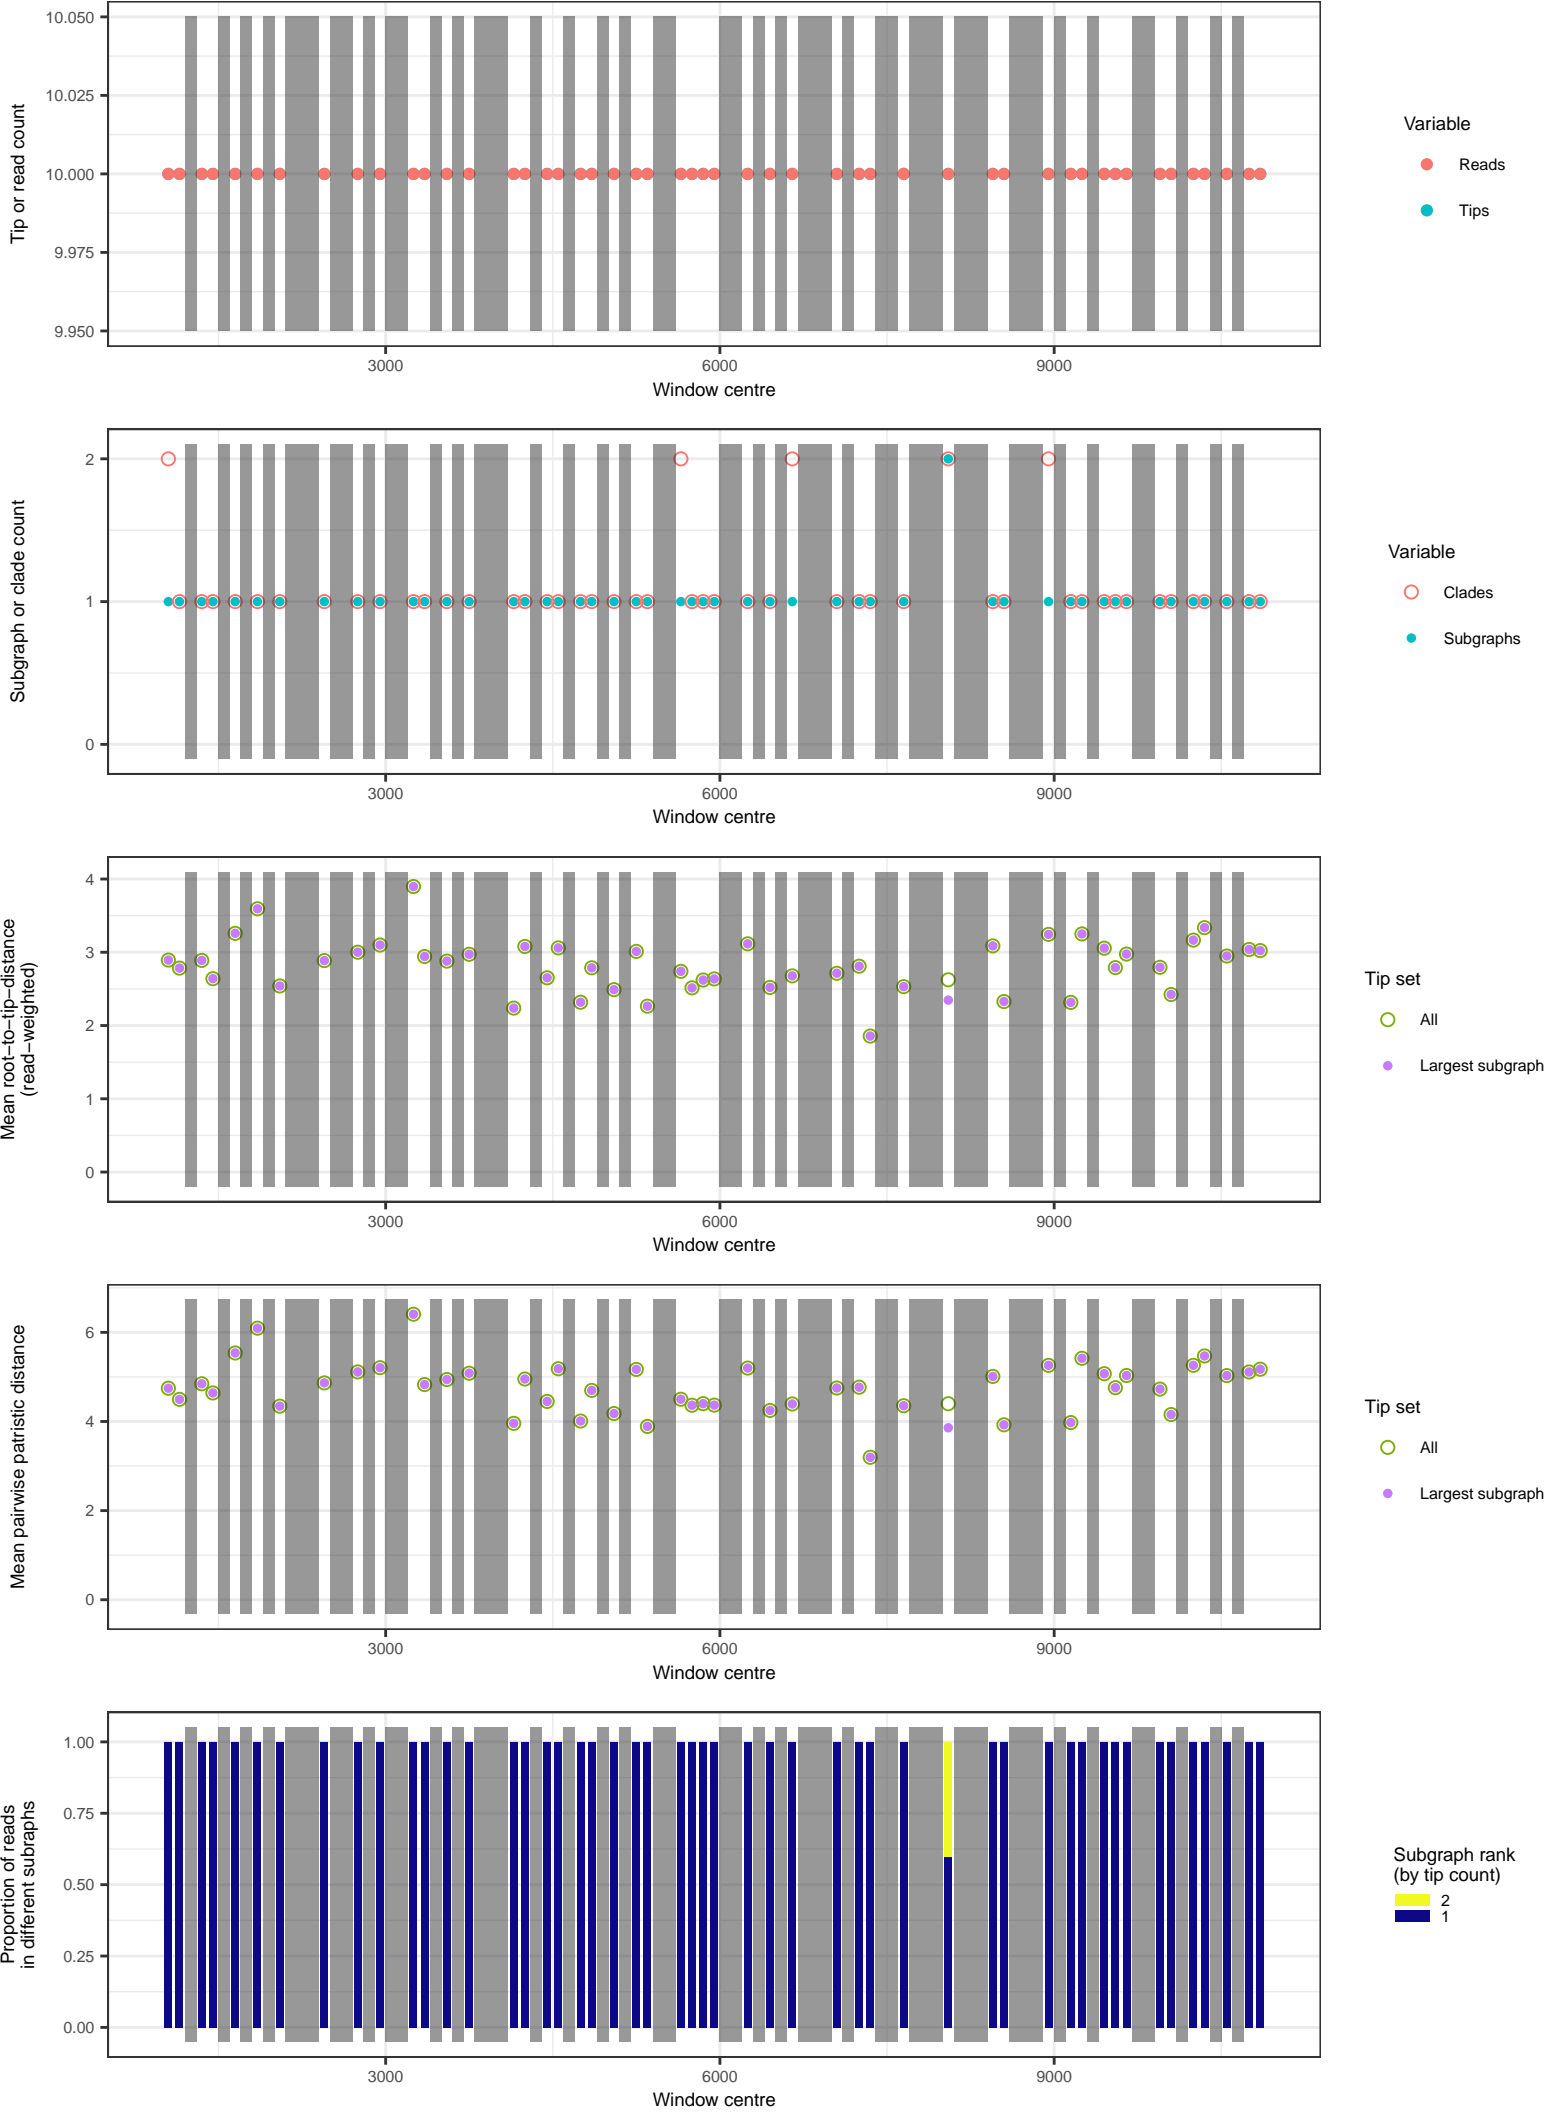 10.050
10.025
10.000
9.975
9.950
Tip or read count
3000
6000
9000
Window centre
Variable
Reads
Tips
2
1
0
Subgraph or clade count
3000
6000
9000
Window centre
Variable
Clades
Subgraphs
4
3
2
1
0
Mean root−to−tip−distance
(read−weighted)
3000
6000
9000
Window centre
Tip set
All
Largest subgraph
6
4
2
0
Mean pairwise patristic distance
3000
6000
9000
Window centre
Tip set
All
Largest subgraph
1.00
0.75
0.50
0.25
0.00
Proportion of reads
in different subraphs
3000
6000
9000
Window centre
Subgraph rank
(by tip count)
2
1